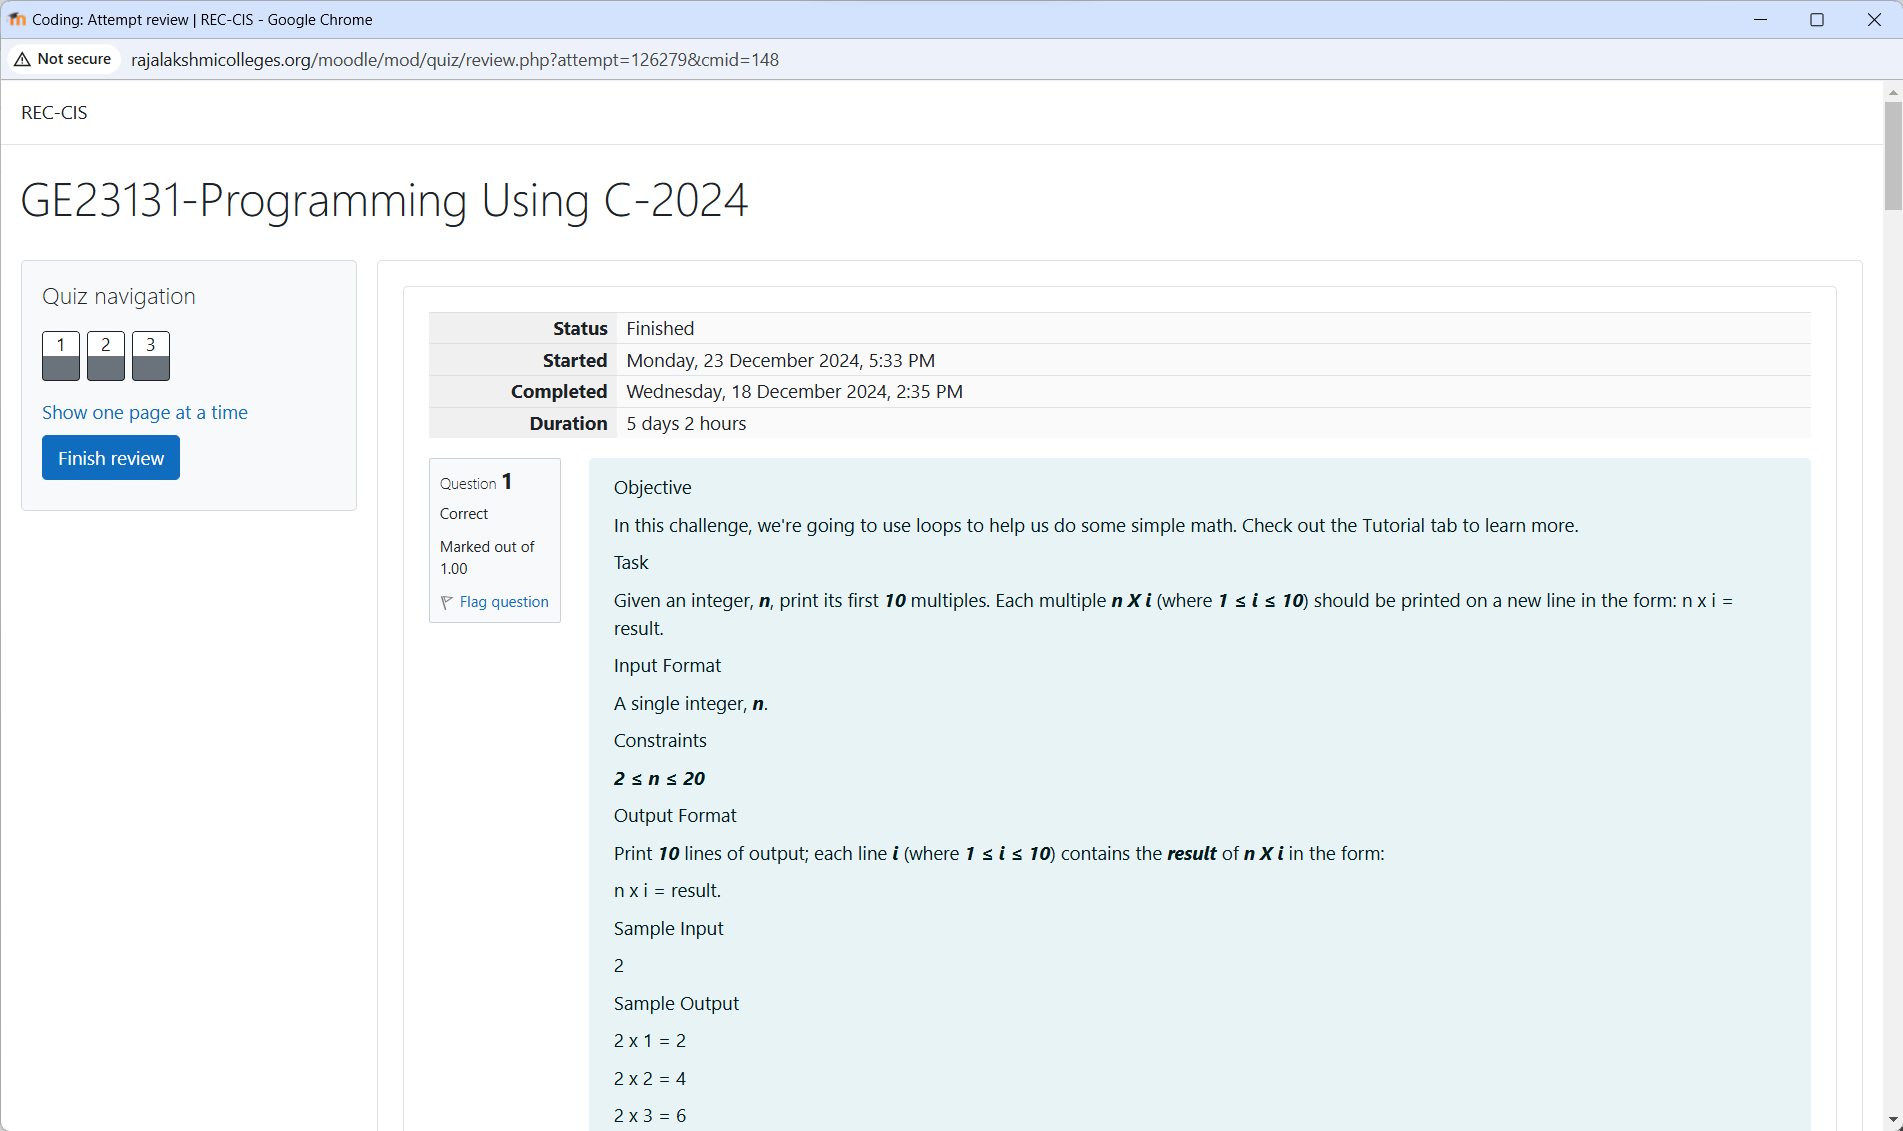 Coding: Attempt review | REC-CIS - Google Chrome
Not secure
rajalakshmicolleges.org/moodle/mod/quiz/review.php?attempt=126279&cmid=148
REC-CIS
GE23131-Programming Using C-2024
Quiz navigation
1 2 3
Show one page at a time
Finish review
Status Finished
Started Monday, 23 December 2024, 5:33 PM
Completed Wednesday, 18 December 2024, 2:35 PM
Duration 5 days 2 hours
Question 1
Correct
Marked out of
1.00
Flag question
Objective
In this challenge, we're going to use loops to help us do some simple math. Check out the Tutorial tab to learn more.
Task
Given an integer, n, print its first 10 multiples. Each multiple n X i (where 1 ≤ i ≤ 10) should be printed on a new line in the form: n x i =
result.
Input Format
A single integer, n.
Constraints
2 ≤ n ≤ 20
Output Format
Print 10 lines of output; each line i (where 1 ≤ i ≤ 10) contains the result of n X i in the form:
n x i = result.
Sample Input
2
Sample Output
2 x 1 = 2
2 x 2 = 4
2 x 3 = 6